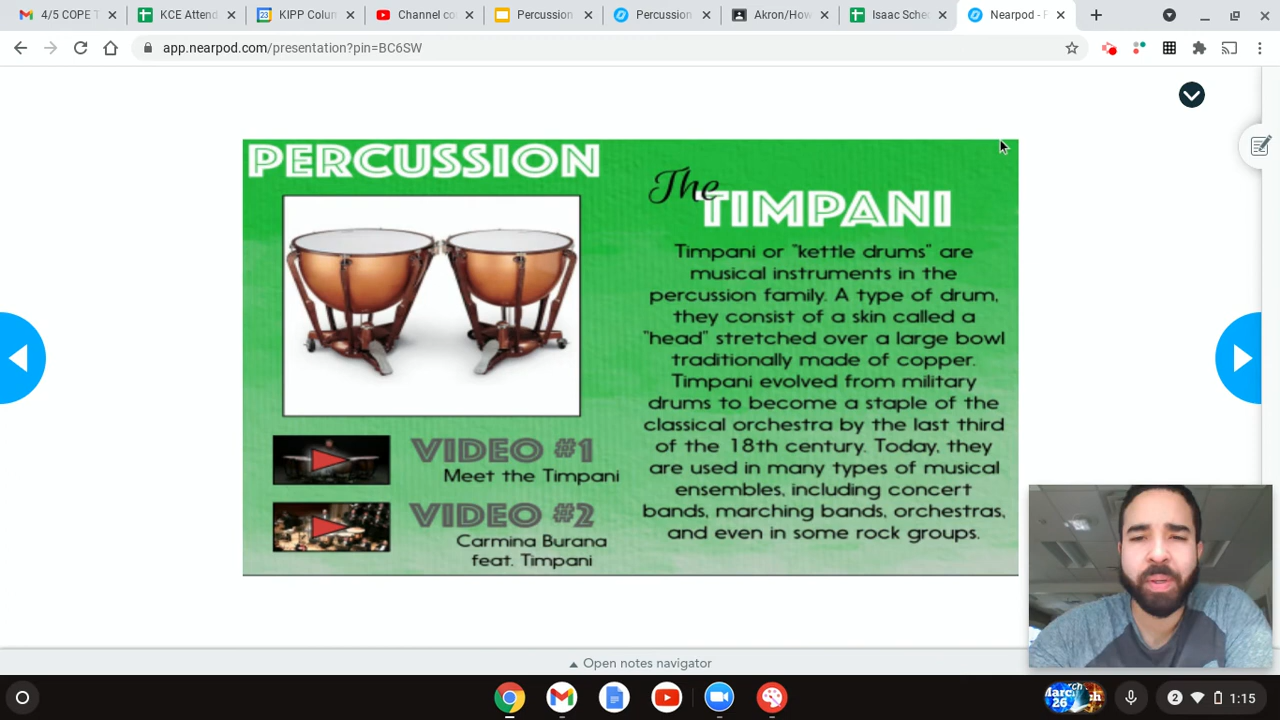 4/5 COPE T
KCE Attend
23
KIPP Colun
Channel co
Percussion
Percussion
Akron/How
Isaac Sche
Nearpod - F
app.nearpod.com/presentation?pin=BC6SW
PERCUSSION
The
TIMPANI
Timpani or "kettle drums" are
musical instruments in the
percussion family. A type of drum,
they consist of a skin called a
"head" stretched over a large bowl
traditionally made of copper.
Timpani evolved from military
drums to become a staple of the
classical orchestra by the last third
of the 18th century. Today, they
are used in many types of musical
ensembles, including concert
bands, marching bands, orchestras,
and even in some rock groups.
VIDEO #1
Meet the Timpani
VIDEO #2
Carmina Burana
feat. Timpani
Open notes navigator
March
26
2
1:15